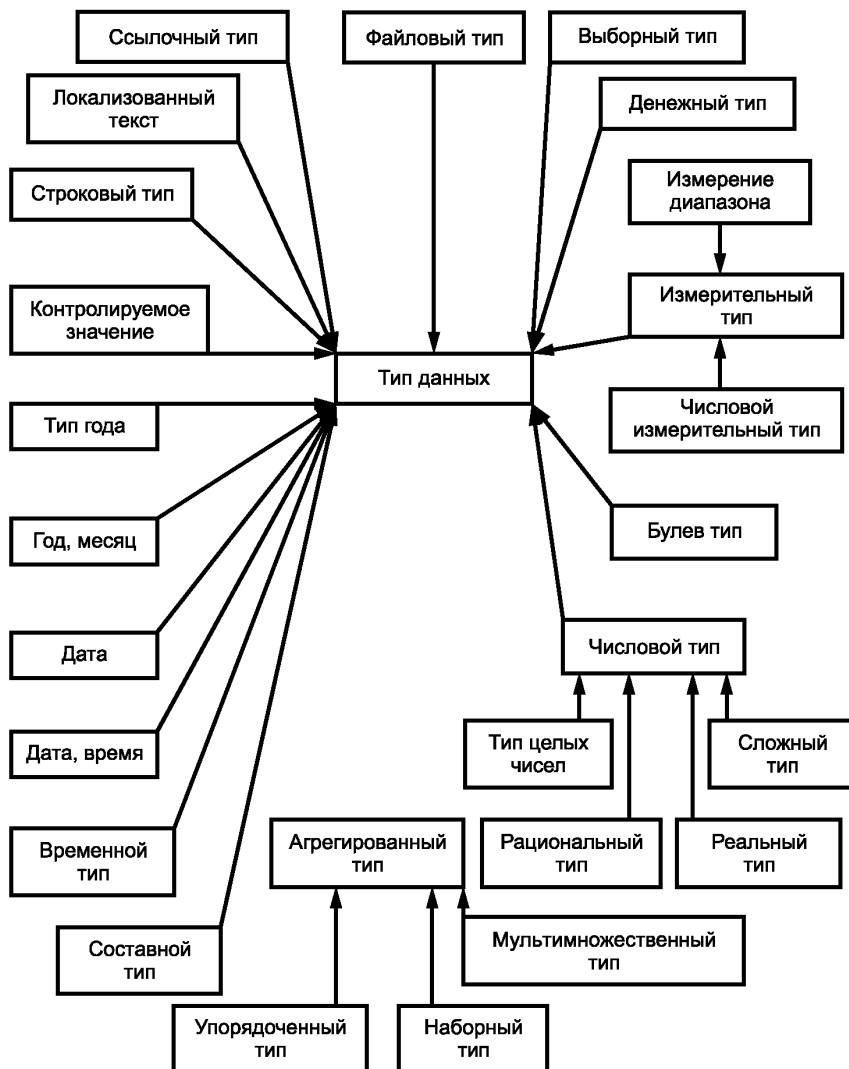 Ссылочный тип
Файловый тип
Выборный тип
Локализованный
текст
Денежный тип
Строковый тип
Измерение
диапазона
Контролируемое
значение
Измерительный
тип
Тип данных
Тип года
Числовой
измерительный тип
Год, месяц
Булев тип
Дата
Числовой тип
Дата, время
Тип целых
чисел
Сложный
тип
Временной
тип
Агрегированный
тип
Рациональный
тип
Реальный
тип
Составной
тип
Мультимножественный
тип
Упорядоченный
тип
Наборный
тип